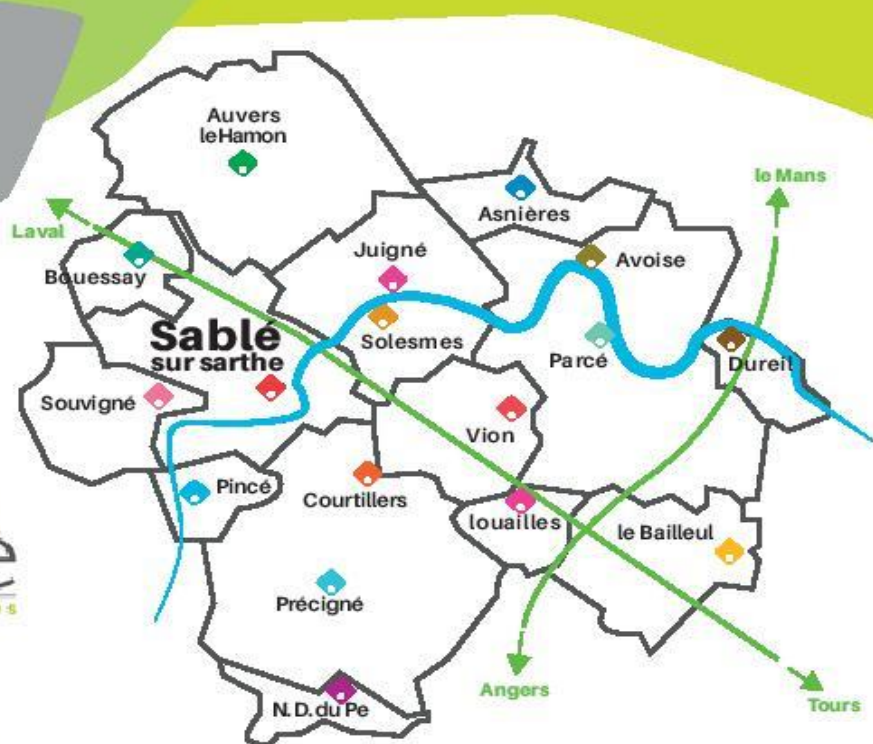 Auvers
le Hamon
le Mans
Asnières
Laval
Juigné
Avoise
Bouessay
Sablé
sur sarthe
Solesmes
Parcé
Dureil
Souvigné
Vion
Pincé
Courtillers
louailles
le Bailleul
Précigné
Angers
N.D. du Pe
Tours